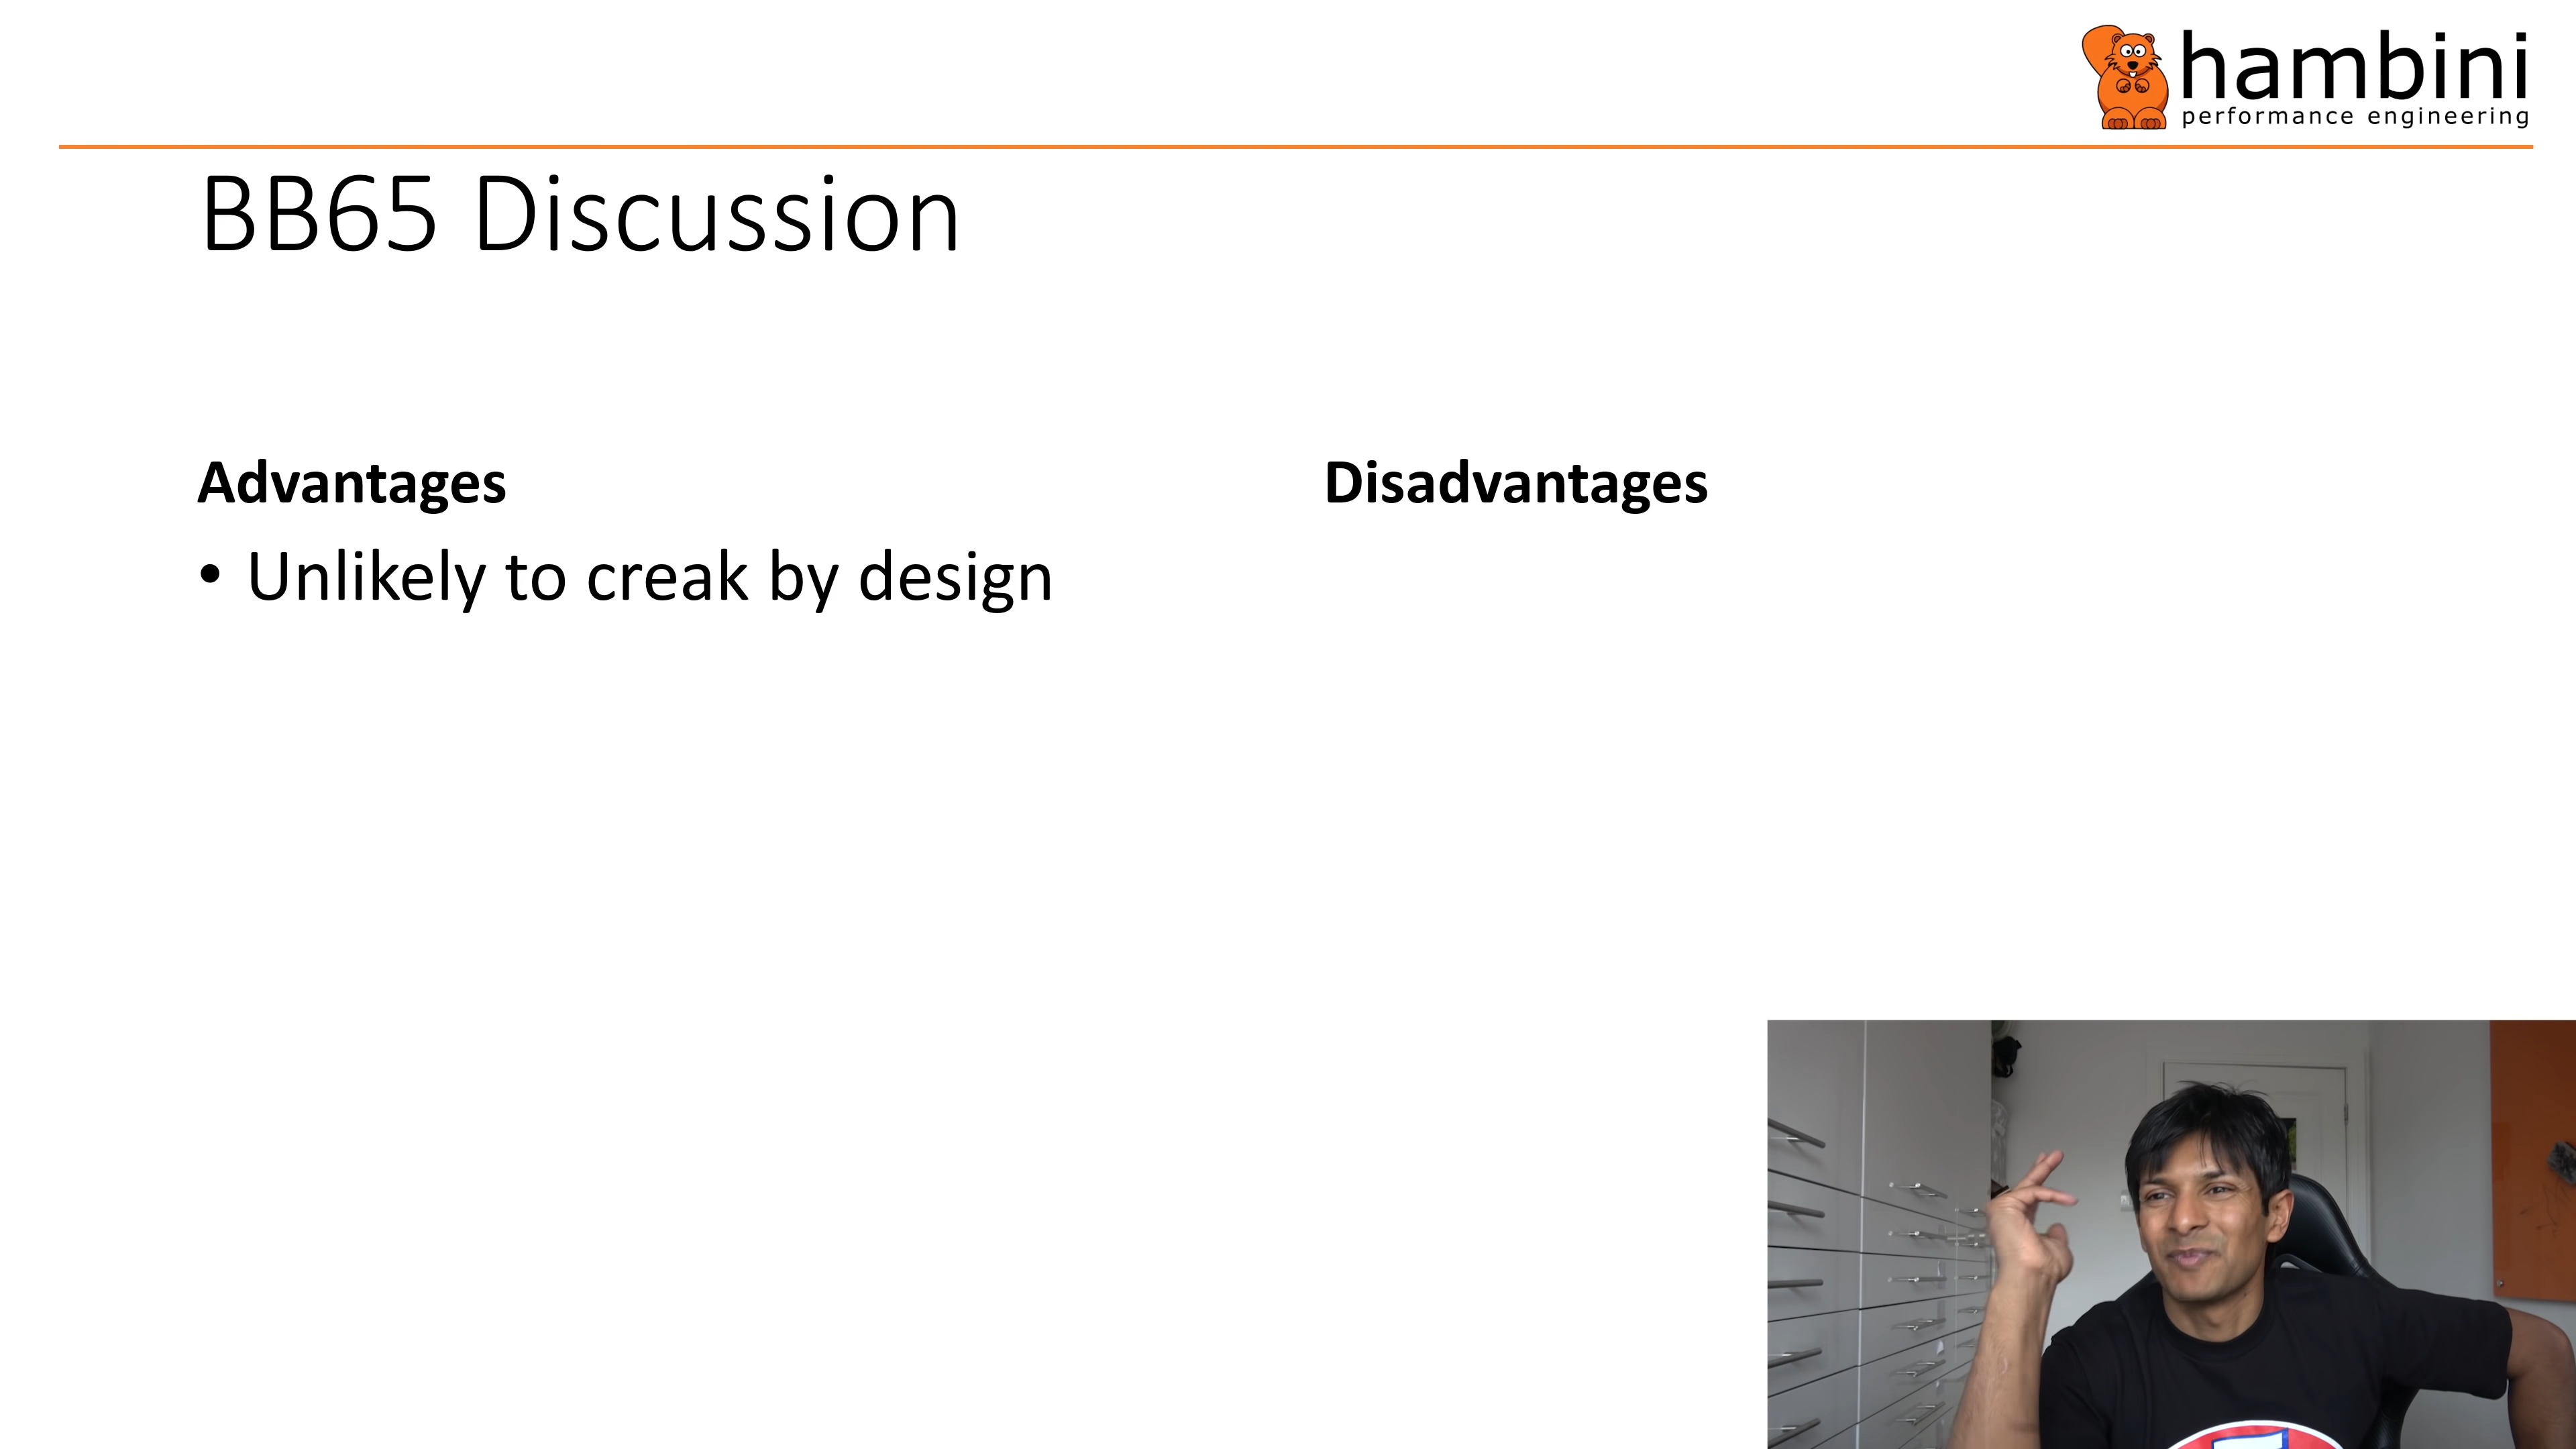 hambini
performance engineering
BB65 Discussion
Advantages
• Unlikely to creak by design
Disadvantages